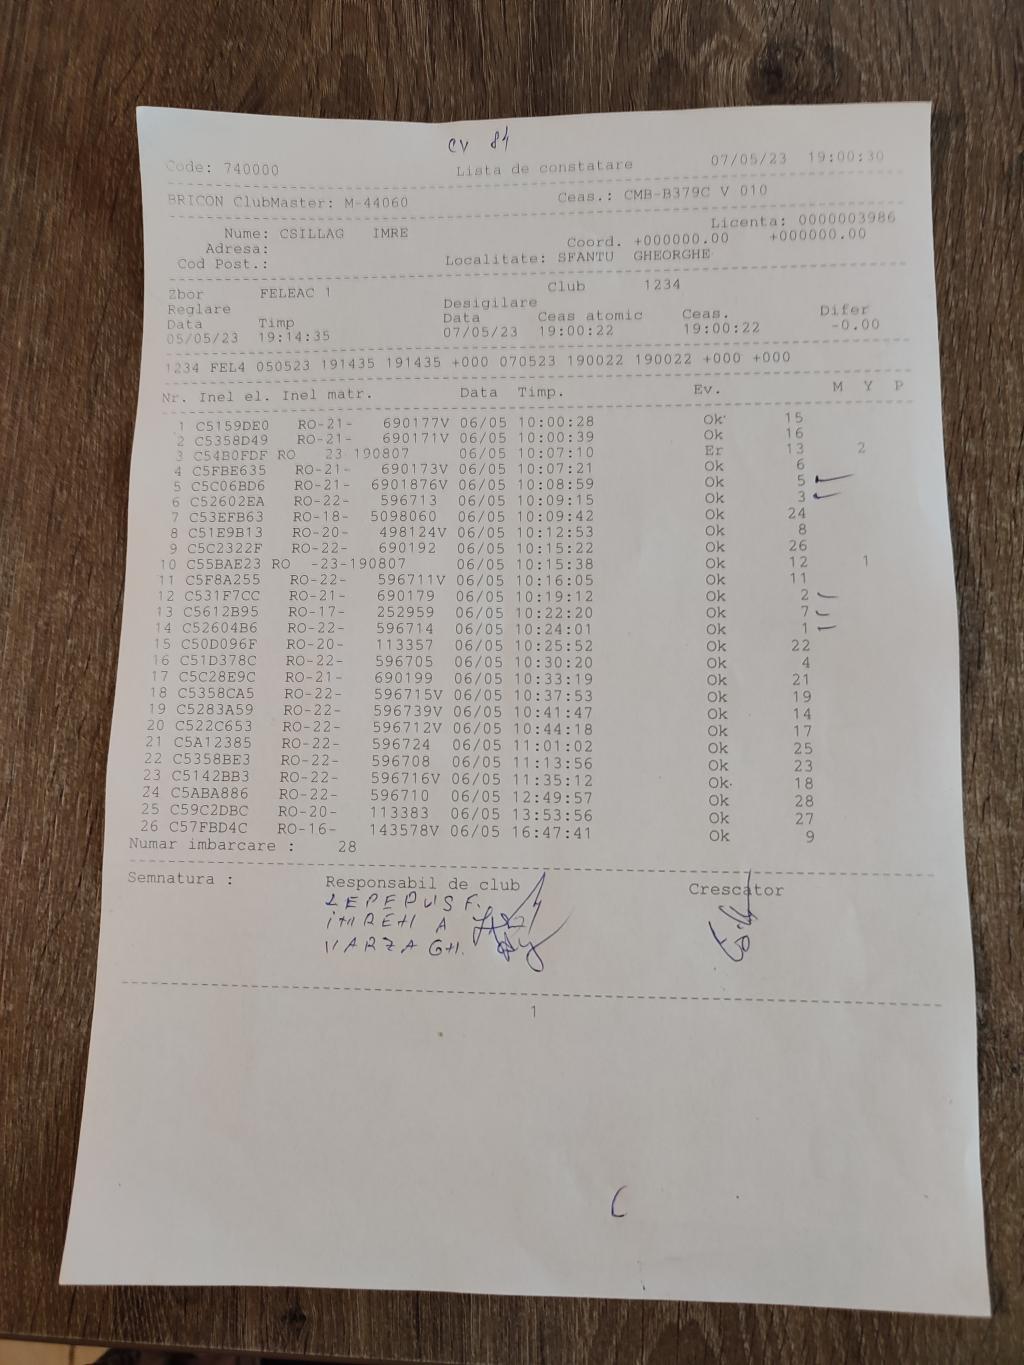 CV 84
Code: 740000 Lista de constatare 07/05/23 19:00:30
BRICON ClubMaster: M-44060 Ceas.: CMB-B379C V 010
Licenta: 0000003986
Nume: CSILLAG IMRE Coord. +000000.00 +000000.00
Adresa:
Cod Post.: Localitate: SFANTU GHEORGHE
Zbor FELEAC 1 Club 1234
Reglare Desigilare
Data Timp Data Ceas atomic Ceas. Difer
05/05/23 19:14:35 07/05/23 19:00:22 19:00:22 -0.00
1234 FEL4 050523 191435 191435 +000 070523 190022 190022 +000 +000
Nr. Inel el. Inel matr. Data Timp. Ev. M Y P
1 C5159DE0 RO-21- 690177V 06/05 10:00:28 Ok 15
2 C5358D49 RO-21- 690171V 06/05 10:00:39 Ok 16
3 C54B0FDF RO 23-190807 06/05 10:07:10 Er 13 2
4 C5FBE635 RO-21- 690173V 06/05 10:07:21 Ok 6
5 C5C06BD6 RO-21- 6901876V 06/05 10:08:59 Ok 5
6 C52602EA RO-22- 596713 06/05 10:09:15 Ok 3
7 C53EFB63 RO-18- 5098060 06/05 10:09:42 Ok 24
8 C51E9B13 RO-20- 498124V 06/05 10:12:53 Ok 8
9 C5C2322F RO-22- 690192 06/05 10:15:22 Ok 26
10 C55BAE23 RO -23-190807 06/05 10:15:38 Ok 12 1
11 C5F8A255 RO-22- 596711V 06/05 10:16:05 Ok 11
12 C531F7CC RO-21- 690179 06/05 10:19:12 Ok 2
13 C5612B95 RO-17- 252959 06/05 10:22:20 Ok 7
14 C52604B6 RO-22- 596714 06/05 10:24:01 Ok 1
15 C50D096F RO-20- 113357 06/05 10:25:52 Ok 22
16 C51D378C RO-22- 596705 06/05 10:30:20 Ok 4
17 C5C28E9C RO-21- 690199 06/05 10:33:19 Ok 21
18 C5358CA5 RO-22- 596715V 06/05 10:37:53 Ok 19
19 C5283A59 RO-22- 596739V 06/05 10:41:47 Ok 14
20 C522C653 RO-22- 596712V 06/05 10:44:18 Ok 17
21 C5A12385 RO-22- 596724 06/05 11:01:02 Ok 25
22 C5358BE3 RO-22- 596708 06/05 11:13:56 Ok 23
23 C5142BB3 RO-22- 596716V 06/05 11:35:12 Ok 18
24 C5ABA886 RO-22- 596710 06/05 12:49:57 Ok 28
25 C59C2DBC RO-20- 113383 06/05 13:53:56 Ok 27
26 C57FBD4C RO-16- 143578V 06/05 16:47:41 Ok 9
Numar imbarcare : 28
Semnatura : Responsabil de club Crescator
LEPEDUS F.
IMREH A
VARZA GH.
1